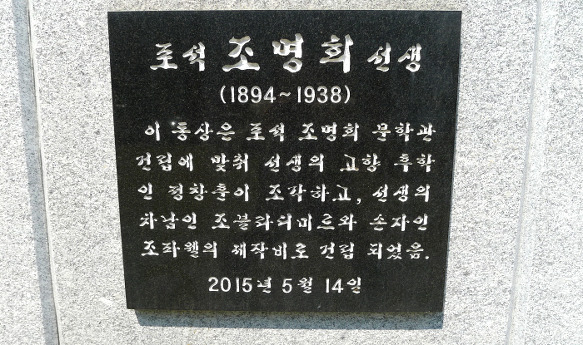 포석 조명희 선생
(1894~1938)
이 동상은 포석 조명희 문학관
건립에 맞춰 선생의 고향 후학
인 정창훈이 조각하고, 선생의
차남인 조블라디미르와 손자인
조파벨의 제작비로 건립 되었음.
2015년 5월 14일